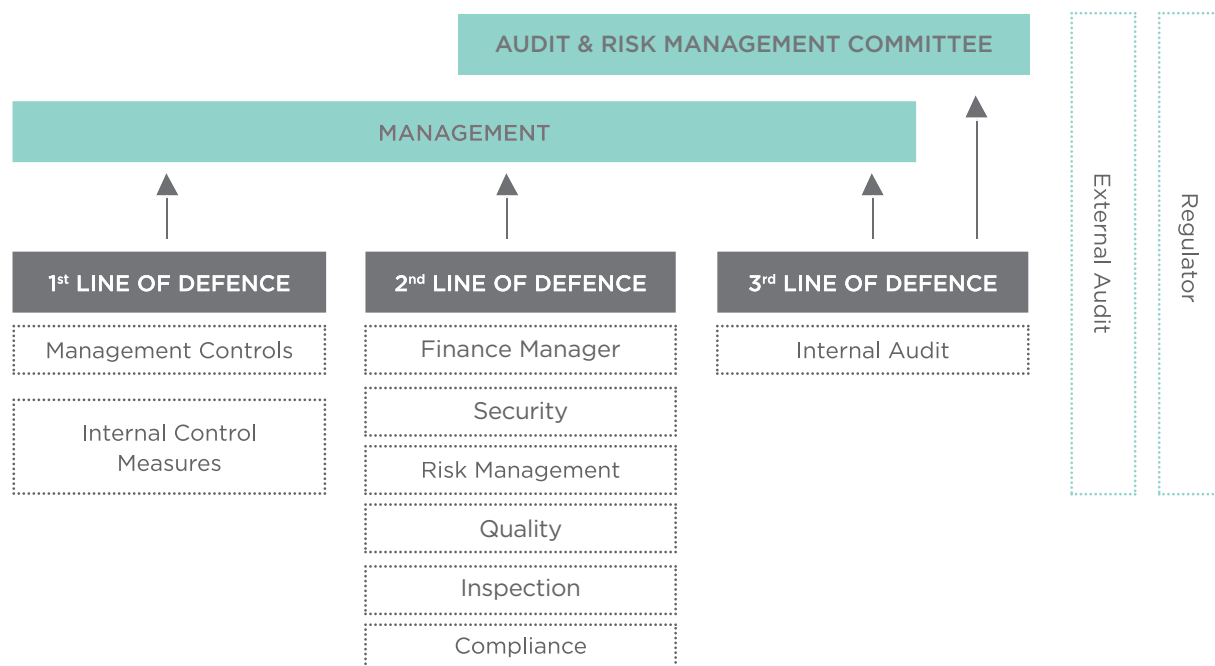 AUDIT & RISK MANAGEMENT COMMITTEE
MANAGEMENT
1st LINE OF DEFENCE
Management Controls
Internal Control
Measures
2nd LINE OF DEFENCE
Finance Manager
Security
Risk Management
Quality
Inspection
Compliance
3rd LINE OF DEFENCE
Internal Audit
External Audit
Regulator